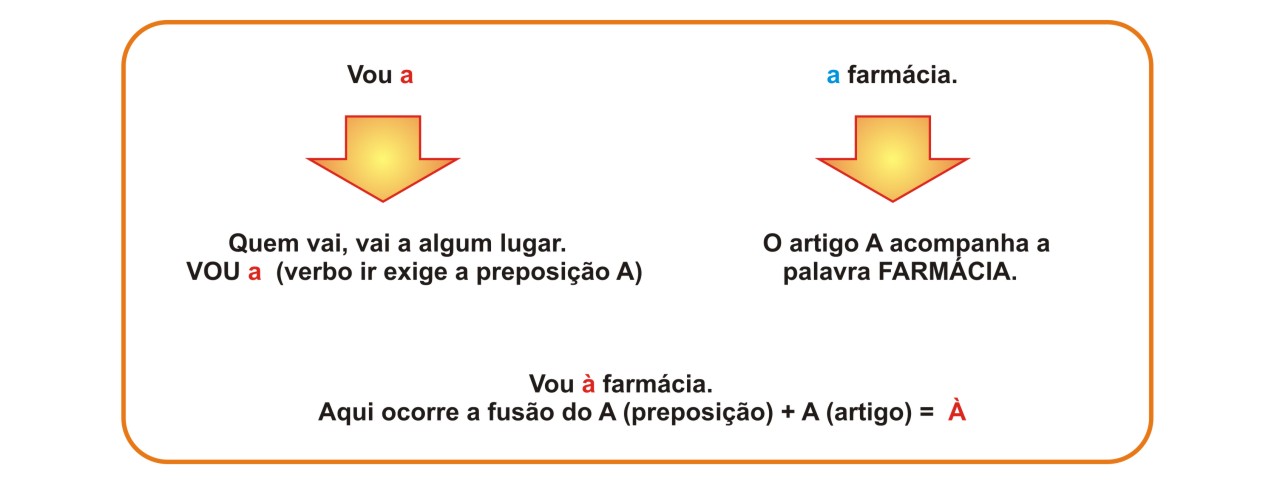 Vou a
a farmácia.
Quem vai, vai a algum lugar.
VOU a (verbo ir exige a preposição A)
O artigo A acompanha a
palavra FARMÁCIA.
Vou à farmácia.
Aqui ocorre a fusão do A (preposição) + A (artigo) = À